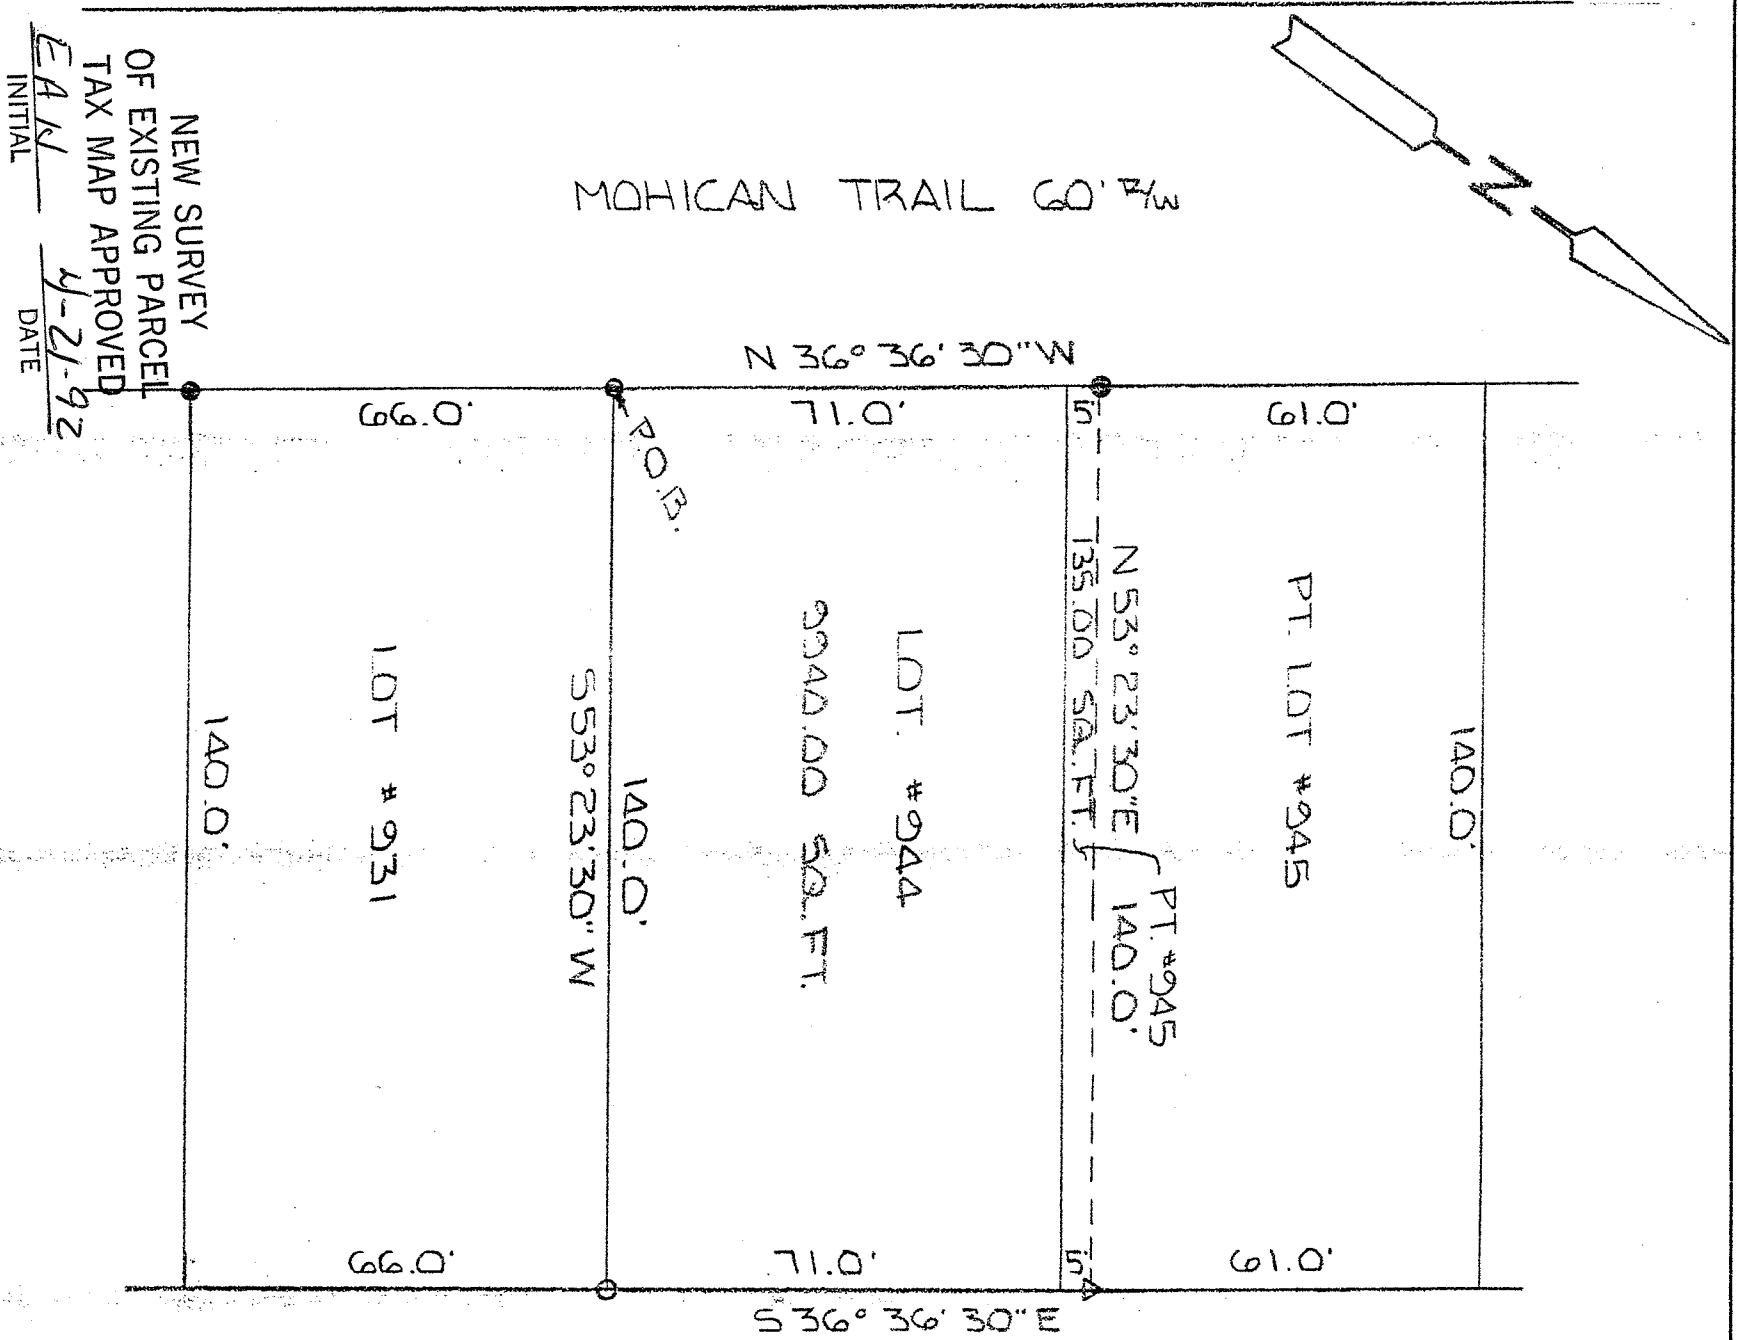 NEW SURVEY
OF EXISTING PARCEL
TAX MAP APPROVED
EAN 4-21-92
INITIAL DATE
N
MOHICAN TRAIL 60' R/W
N 36° 36' 30" W
66.0'
71.0'
5'
61.0'
P.O.B.
140.0'
LOT # 931
S 53° 23' 30" W
140.0'
LOT. #944
9940.00 SQ. FT.
135.00 SQ. FT.
N 53° 23' 30" E 140.0'
PT. #945
PT. LOT #945
140.0'
66.0'
71.0'
5'
61.0'
S 36° 36' 30" E